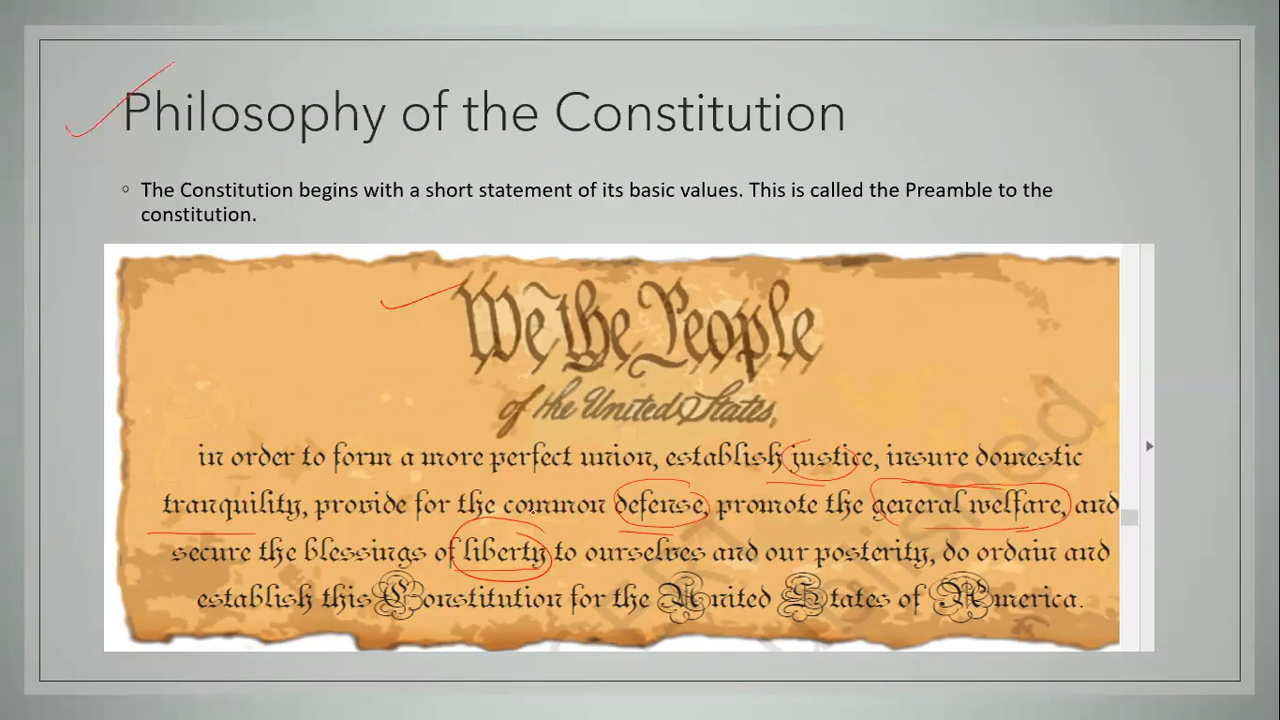 Philosophy of the Constitution
The Constitution begins with a short statement of its basic values. This is called the Preamble to the
constitution.
We the People
of the United States,
in order to form a more perfect union, establish justice, insure domestic
tranquility, provide for the common defense, promote the general welfare, and
secure the blessings of liberty to ourselves and our posterity, do ordain and
establish this Constitution for the United States of America.